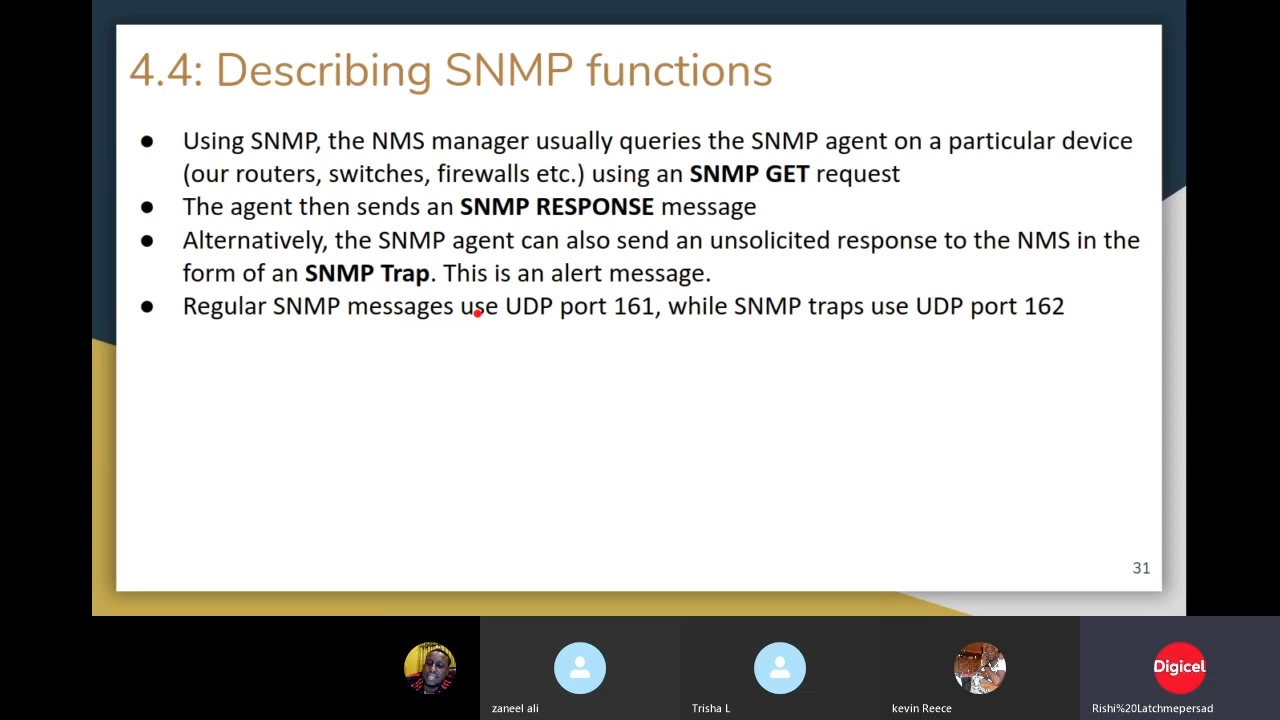 4.4: Describing SNMP functions
● Using SNMP, the NMS manager usually queries the SNMP agent on a particular device
(our routers, switches, firewalls etc.) using an SNMP GET request
● The agent then sends an SNMP RESPONSE message
● Alternatively, the SNMP agent can also send an unsolicited response to the NMS in the
form of an SNMP Trap. This is an alert message.
● Regular SNMP messages use UDP port 161, while SNMP traps use UDP port 162
31
Digicel
zaneel ali
Trisha L
kevin Reece
Rishi%20Latchmepersad